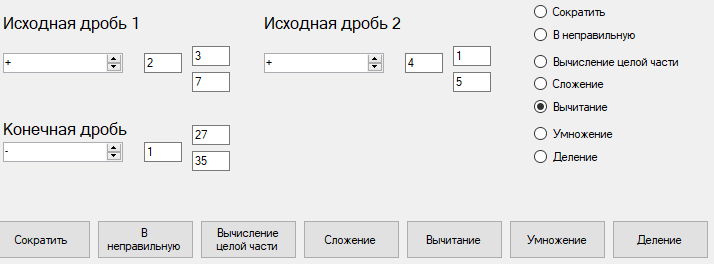 Исходная дробь 1
+ 2 3
7
Исходная дробь 2
+ 4 1
5
Сократить
В неправильную
Вычисление целой части
Сложение
Вычитание
Умножение
Деление
Конечная дробь
- 1 27
35
Сократить
В
неправильную
Вычисление
целой части
Сложение
Вычитание
Умножение
Деление